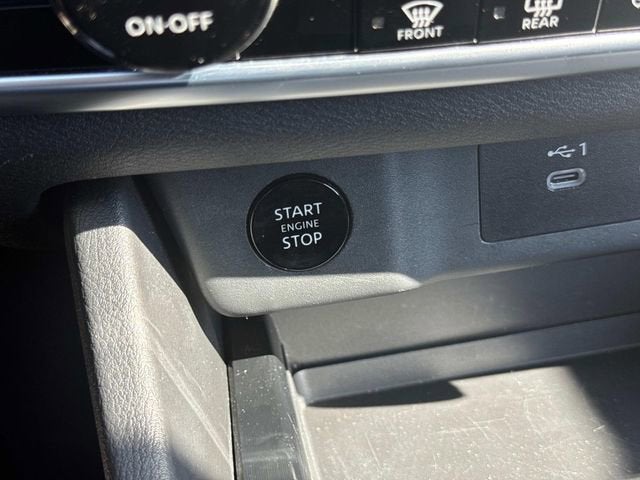 ON·OFF
FRONT
REAR
1
START
ENGINE
STOP